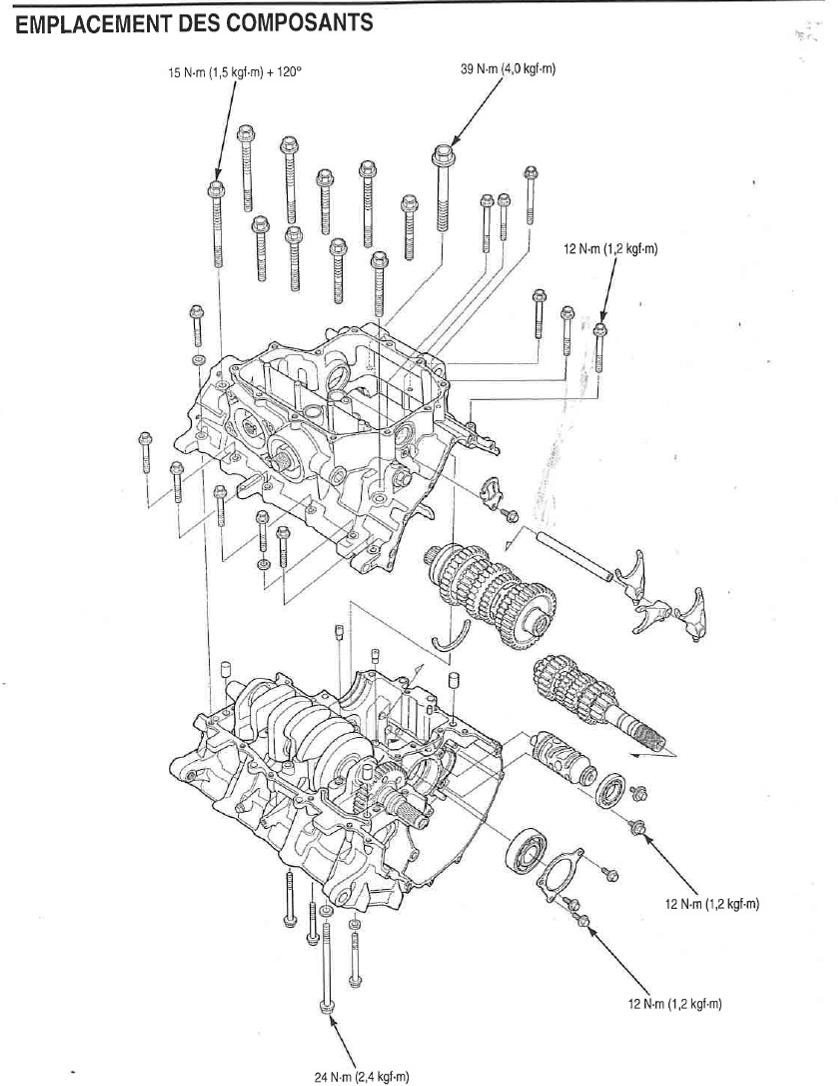 EMPLACEMENT DES COMPOSANTS
15 N·m (1,5 kgf·m) + 120°
39 N·m (4,0 kgf·m)
12 N·m (1,2 kgf·m)
12 N·m (1,2 kgf·m)
12 N·m (1,2 kgf·m)
24 N·m (2,4 kgf·m)